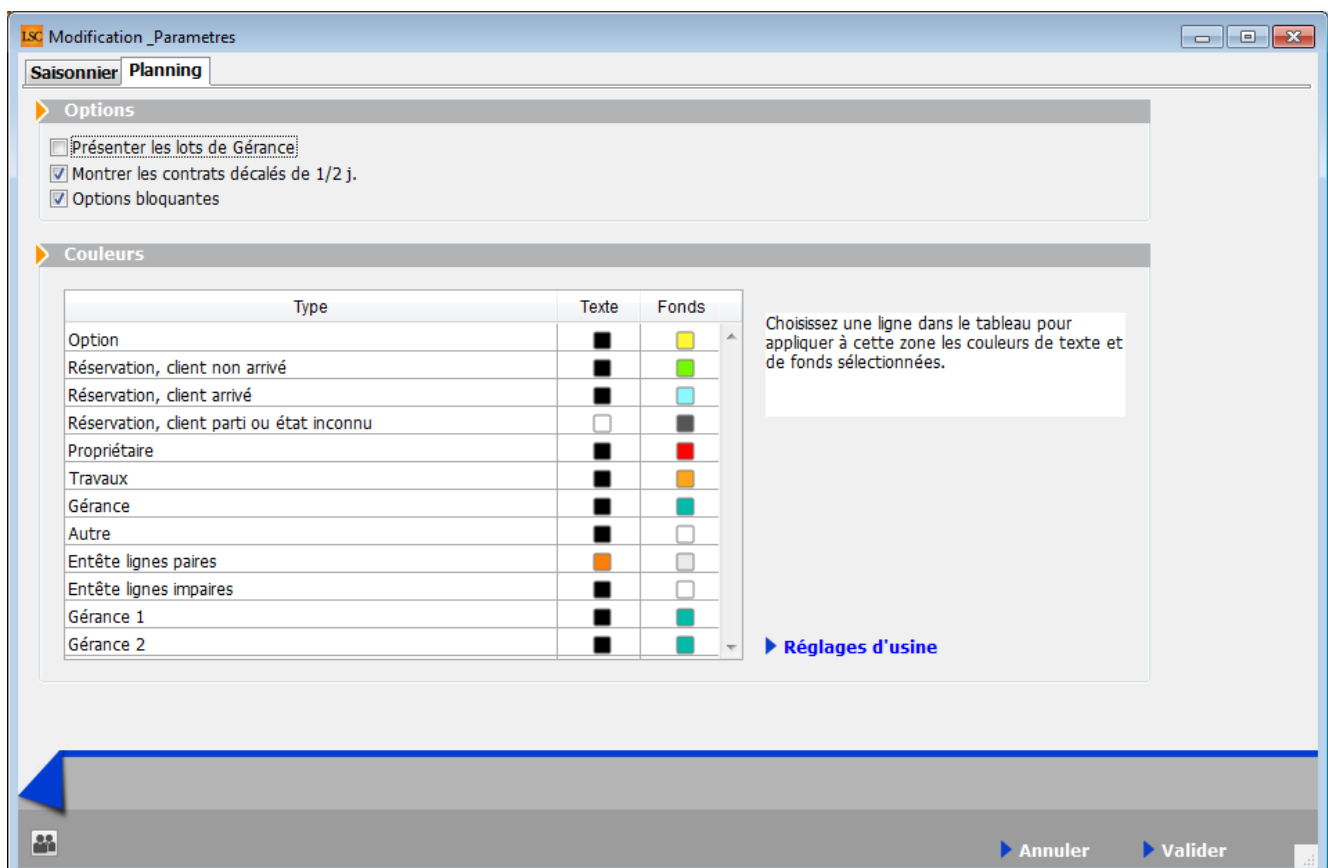 LSC Modification _Parametres
Saisonnier Planning
Options
Présenter les lots de Gérance
Montrer les contrats décalés de 1/2 j.
Options bloquantes
Couleurs
Type Texte Fonds
Option
Réservation, client non arrivé
Réservation, client arrivé
Réservation, client parti ou état inconnu
Propriétaire
Travaux
Gérance
Autre
Entête lignes paires
Entête lignes impaires
Gérance 1
Gérance 2
Choisissez une ligne dans le tableau pour
appliquer à cette zone les couleurs de texte et
de fonds sélectionnées.
Réglages d'usine
Annuler Valider